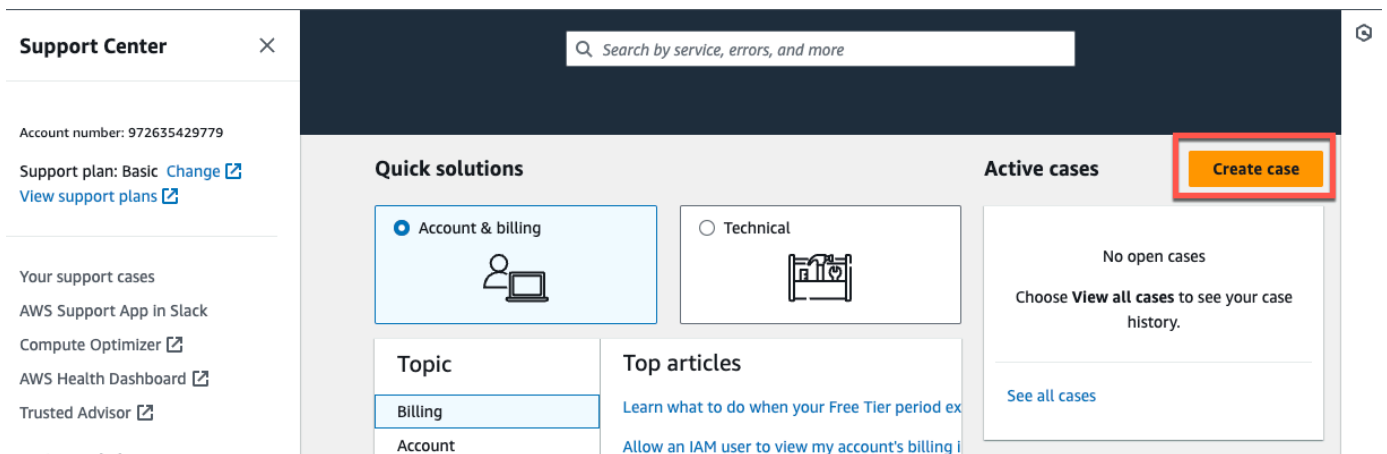 Support Center
Account number: 972635429779
Support plan: Basic Change
View support plans
Your support cases
AWS Support App in Slack
Compute Optimizer
AWS Health Dashboard
Trusted Advisor
Search by service, errors, and more
Quick solutions
Account & billing
Technical
Topic
Billing
Account
Top articles
Learn what to do when your Free Tier period ex
Allow an IAM user to view my account's billing i
Active cases
Create case
No open cases
Choose View all cases to see your case
history.
See all cases